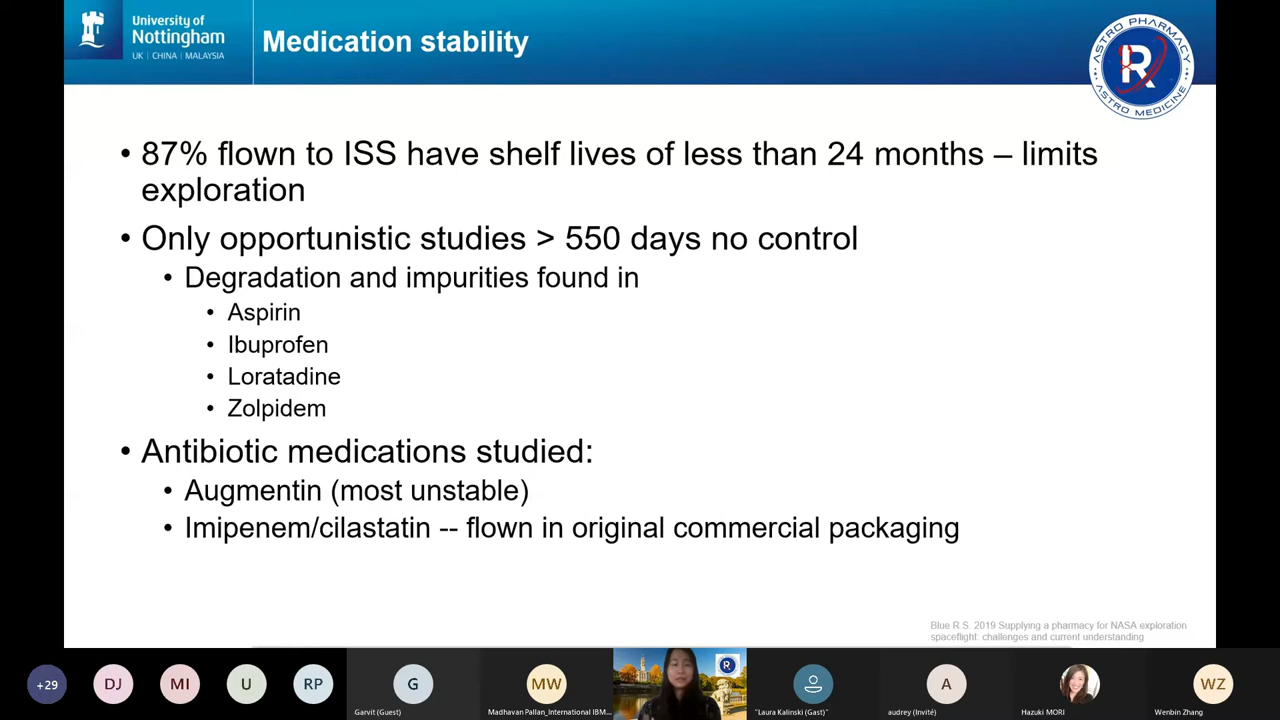 University of
Nottingham
UK | CHINA | MALAYSIA
Medication stability
ASTRO PHARMACY
R
ASTRO MEDICINE
• 87% flown to ISS have shelf lives of less than 24 months – limits
exploration
• Only opportunistic studies > 550 days no control
• Degradation and impurities found in
• Aspirin
• Ibuprofen
• Loratadine
• Zolpidem
• Antibiotic medications studied:
• Augmentin (most unstable)
• Imipenem/cilastatin -- flown in original commercial packaging
Blue R.S. 2019 Supplying a pharmacy for NASA exploration
spaceflight: challenges and current understanding
+29
DJ
MI
U
RP
G
Garvit (Guest)
MW
Madhavan Pallan_International IBM...
R
"Laura Kalinski (Gast)"
A
audrey (Invité)
Hazuki MORI
WZ
Wenbin Zhang